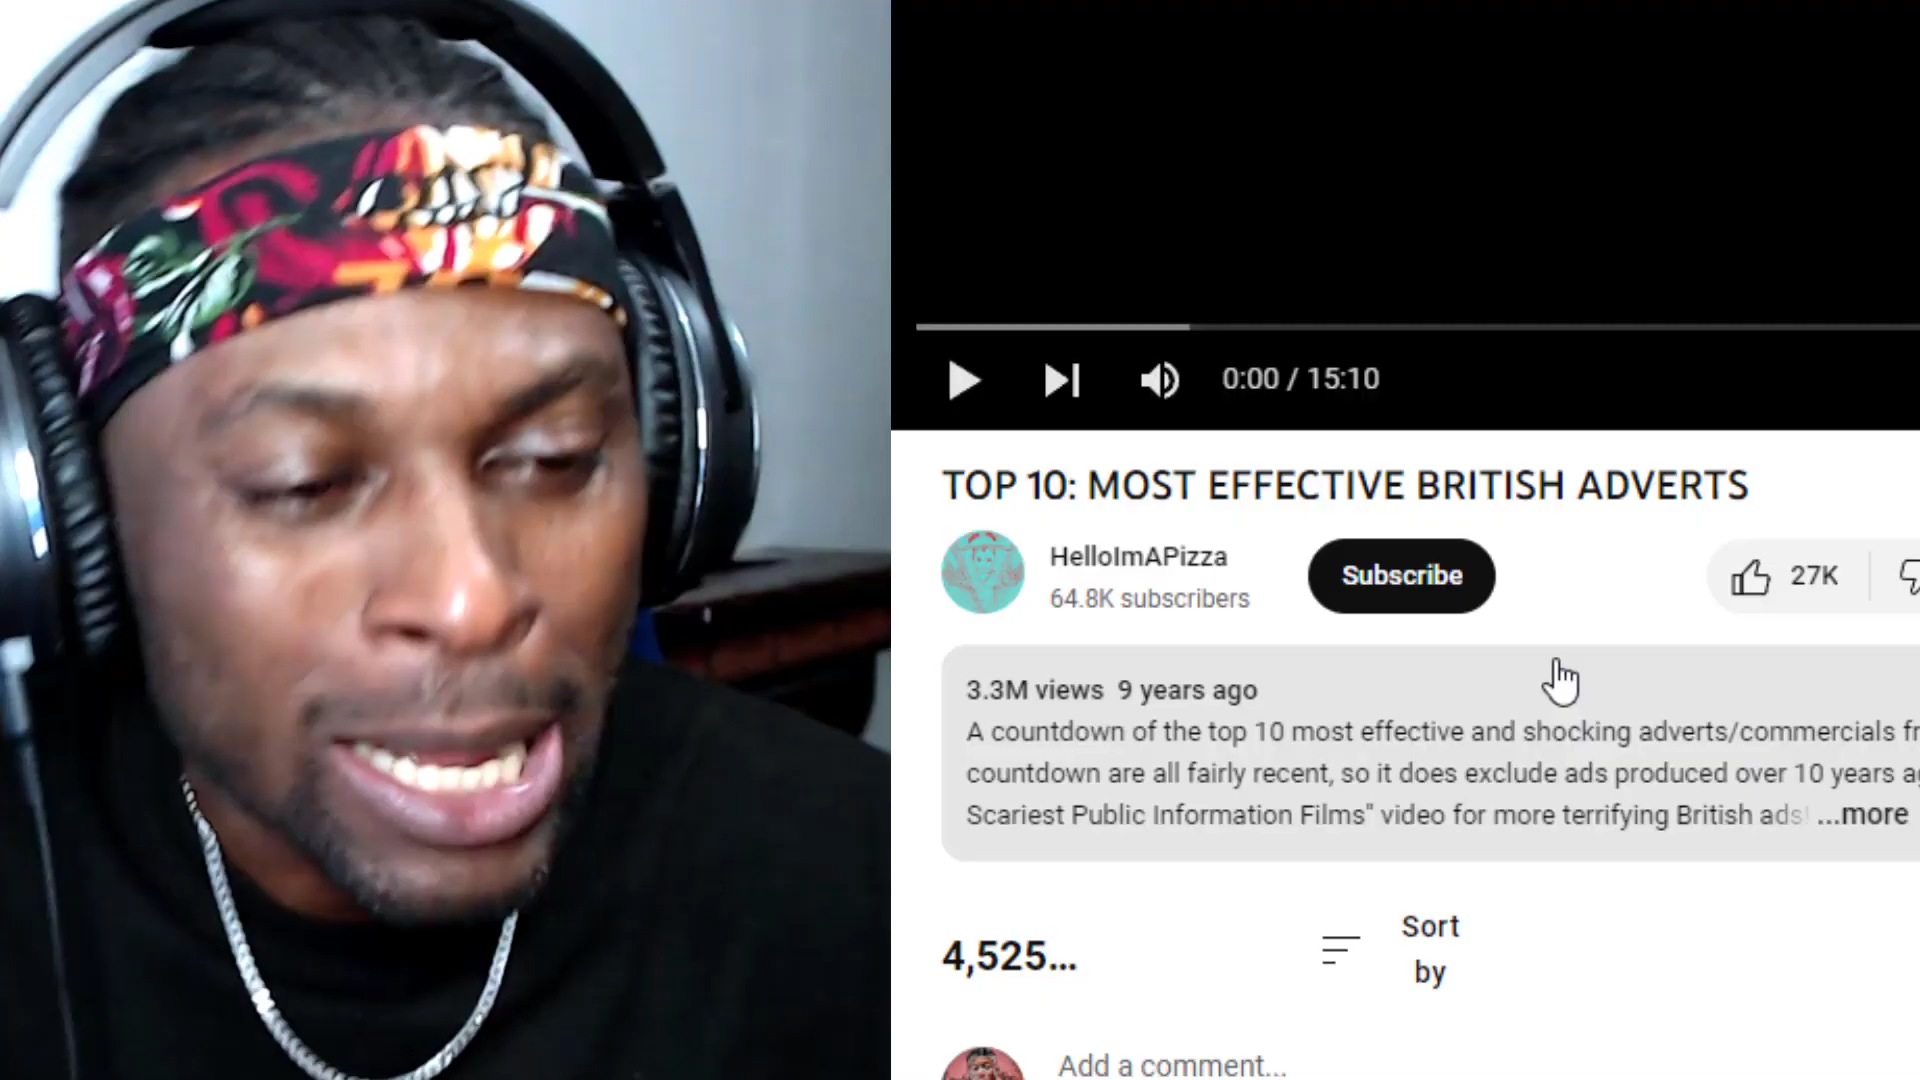 0:00 / 15:10
TOP 10: MOST EFFECTIVE BRITISH ADVERTS
HelloImAPizza
64.8K subscribers
Subscribe
27K
3.3M views 9 years ago
A countdown of the top 10 most effective and shocking adverts/commercials fr
countdown are all fairly recent, so it does exclude ads produced over 10 years ag
Scariest Public Information Films" video for more terrifying British ads! ...more
4,525...
Sort
by
Add a comment...